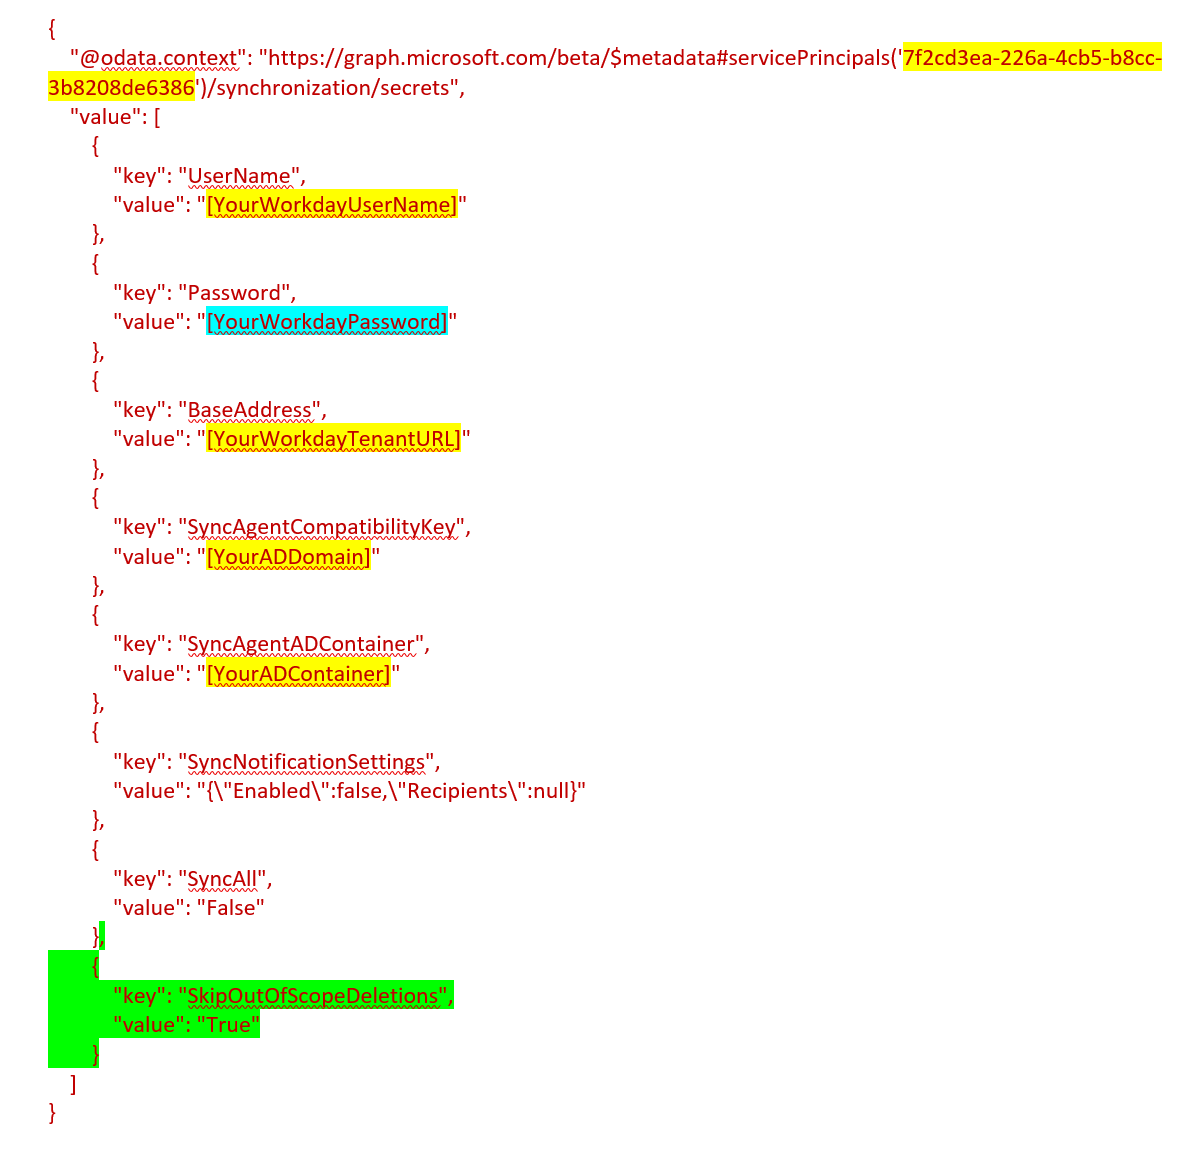 {
"@odata.context": "https://graph.microsoft.com/beta/$metadata#servicePrincipals('7f2cd3ea-226a-4cb5-b8cc-
3b8208de6386')/synchronization/secrets",
"value": [
{
"key": "UserName",
"value": "[YourWorkdayUserName]"
},
{
"key": "Password",
"value": "[YourWorkdayPassword]"
},
{
"key": "BaseAddress",
"value": "[YourWorkdayTenantURL]"
},
{
"key": "SyncAgentCompatibilityKey",
"value": "[YourADDomain]"
},
{
"key": "SyncAgentADContainer",
"value": "[YourADContainer]"
},
{
"key": "SyncNotificationSettings",
"value": "{\"Enabled\":false,\"Recipients\":null}"
},
{
"key": "SyncAll",
"value": "False"
},
{
"key": "SkipOutOfScopeDeletions",
"value": "True"
}
]
}